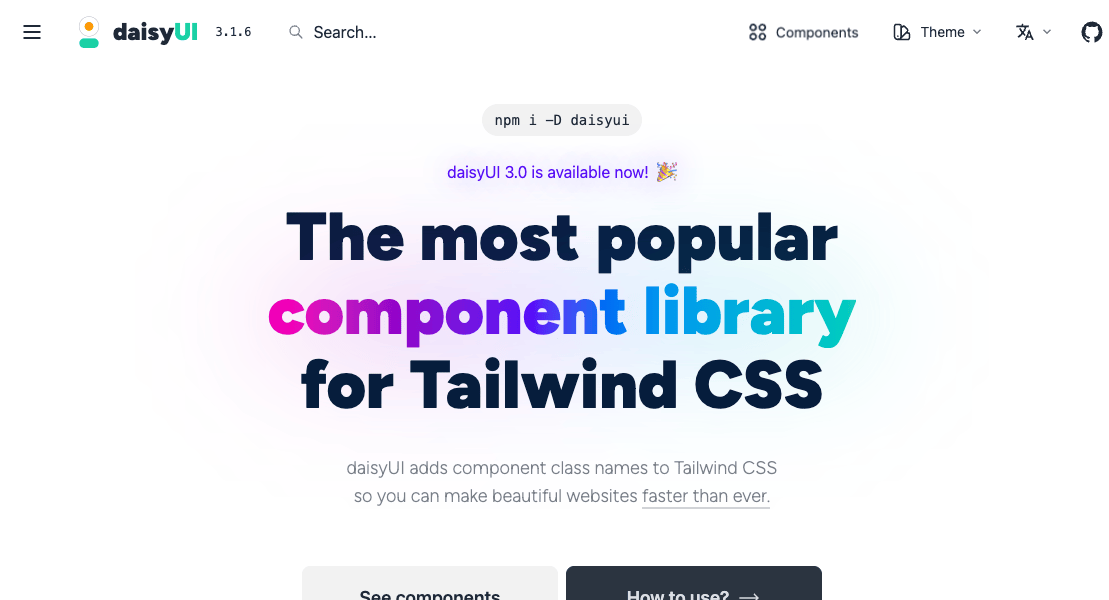 daisyUI 3.1.6 Search... Components Theme
npm i -D daisyui
daisyUI 3.0 is available now! 🎉
The most popular
component library
for Tailwind CSS
daisyUI adds component class names to Tailwind CSS
so you can make beautiful websites faster than ever.
See components How to use? →